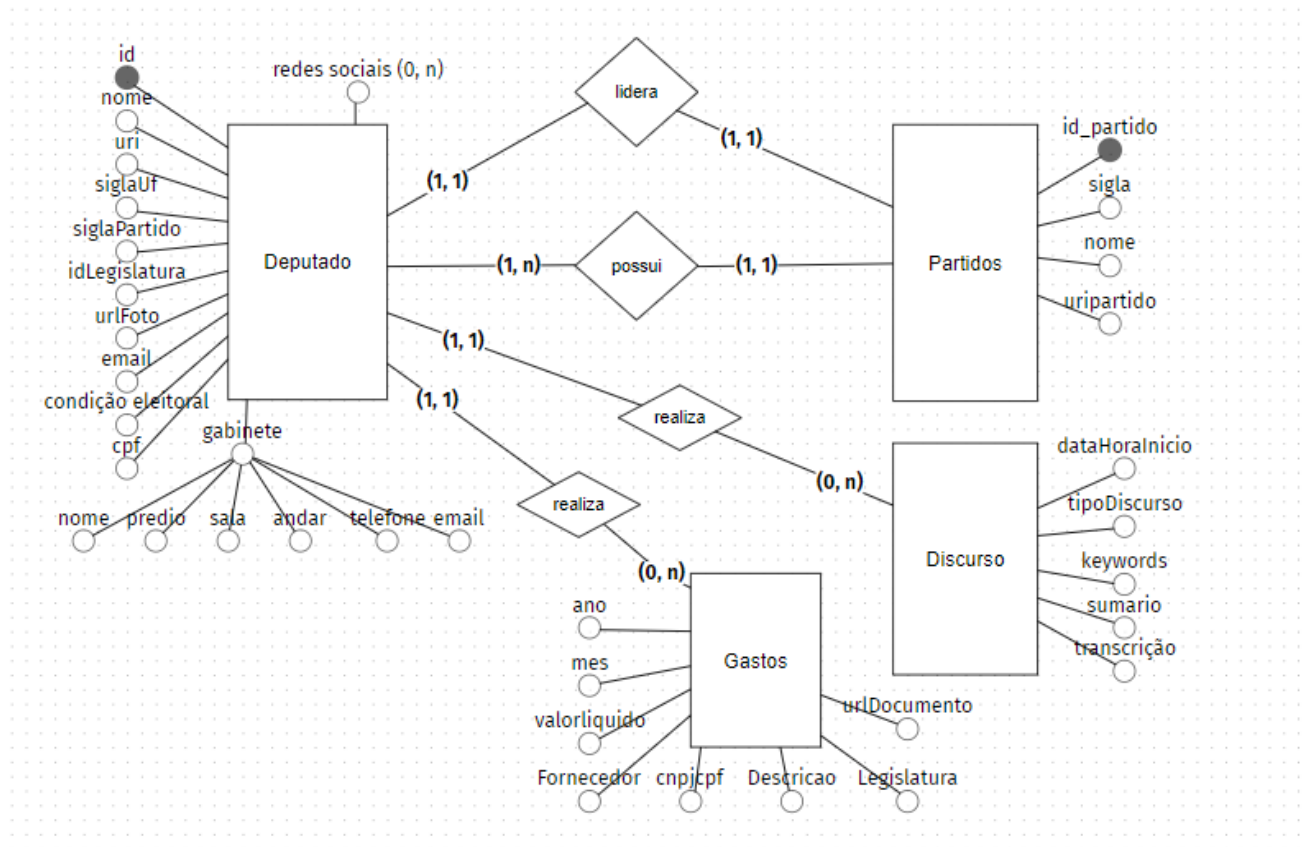 id
redes sociais (0, n)
nome
uri
siglaUf
siglaPartido
idLegislatura
urlFoto
email
condição eleitoral
cpf
Deputado
gabinete
nome
predio
sala
andar
telefone
email
lidera
(1, 1)
(1, 1)
possui
(1, n)
(1, 1)
Partidos
id_partido
sigla
nome
uripartido
(1, 1)
realiza
(0, n)
Discurso
dataHoraInicio
tipoDiscurso
keywords
sumario
transcrição
(1, 1)
realiza
(0, n)
Gastos
ano
mes
valorliquido
Fornecedor
cnpjcpf
Descricao
Legislatura
urlDocumento